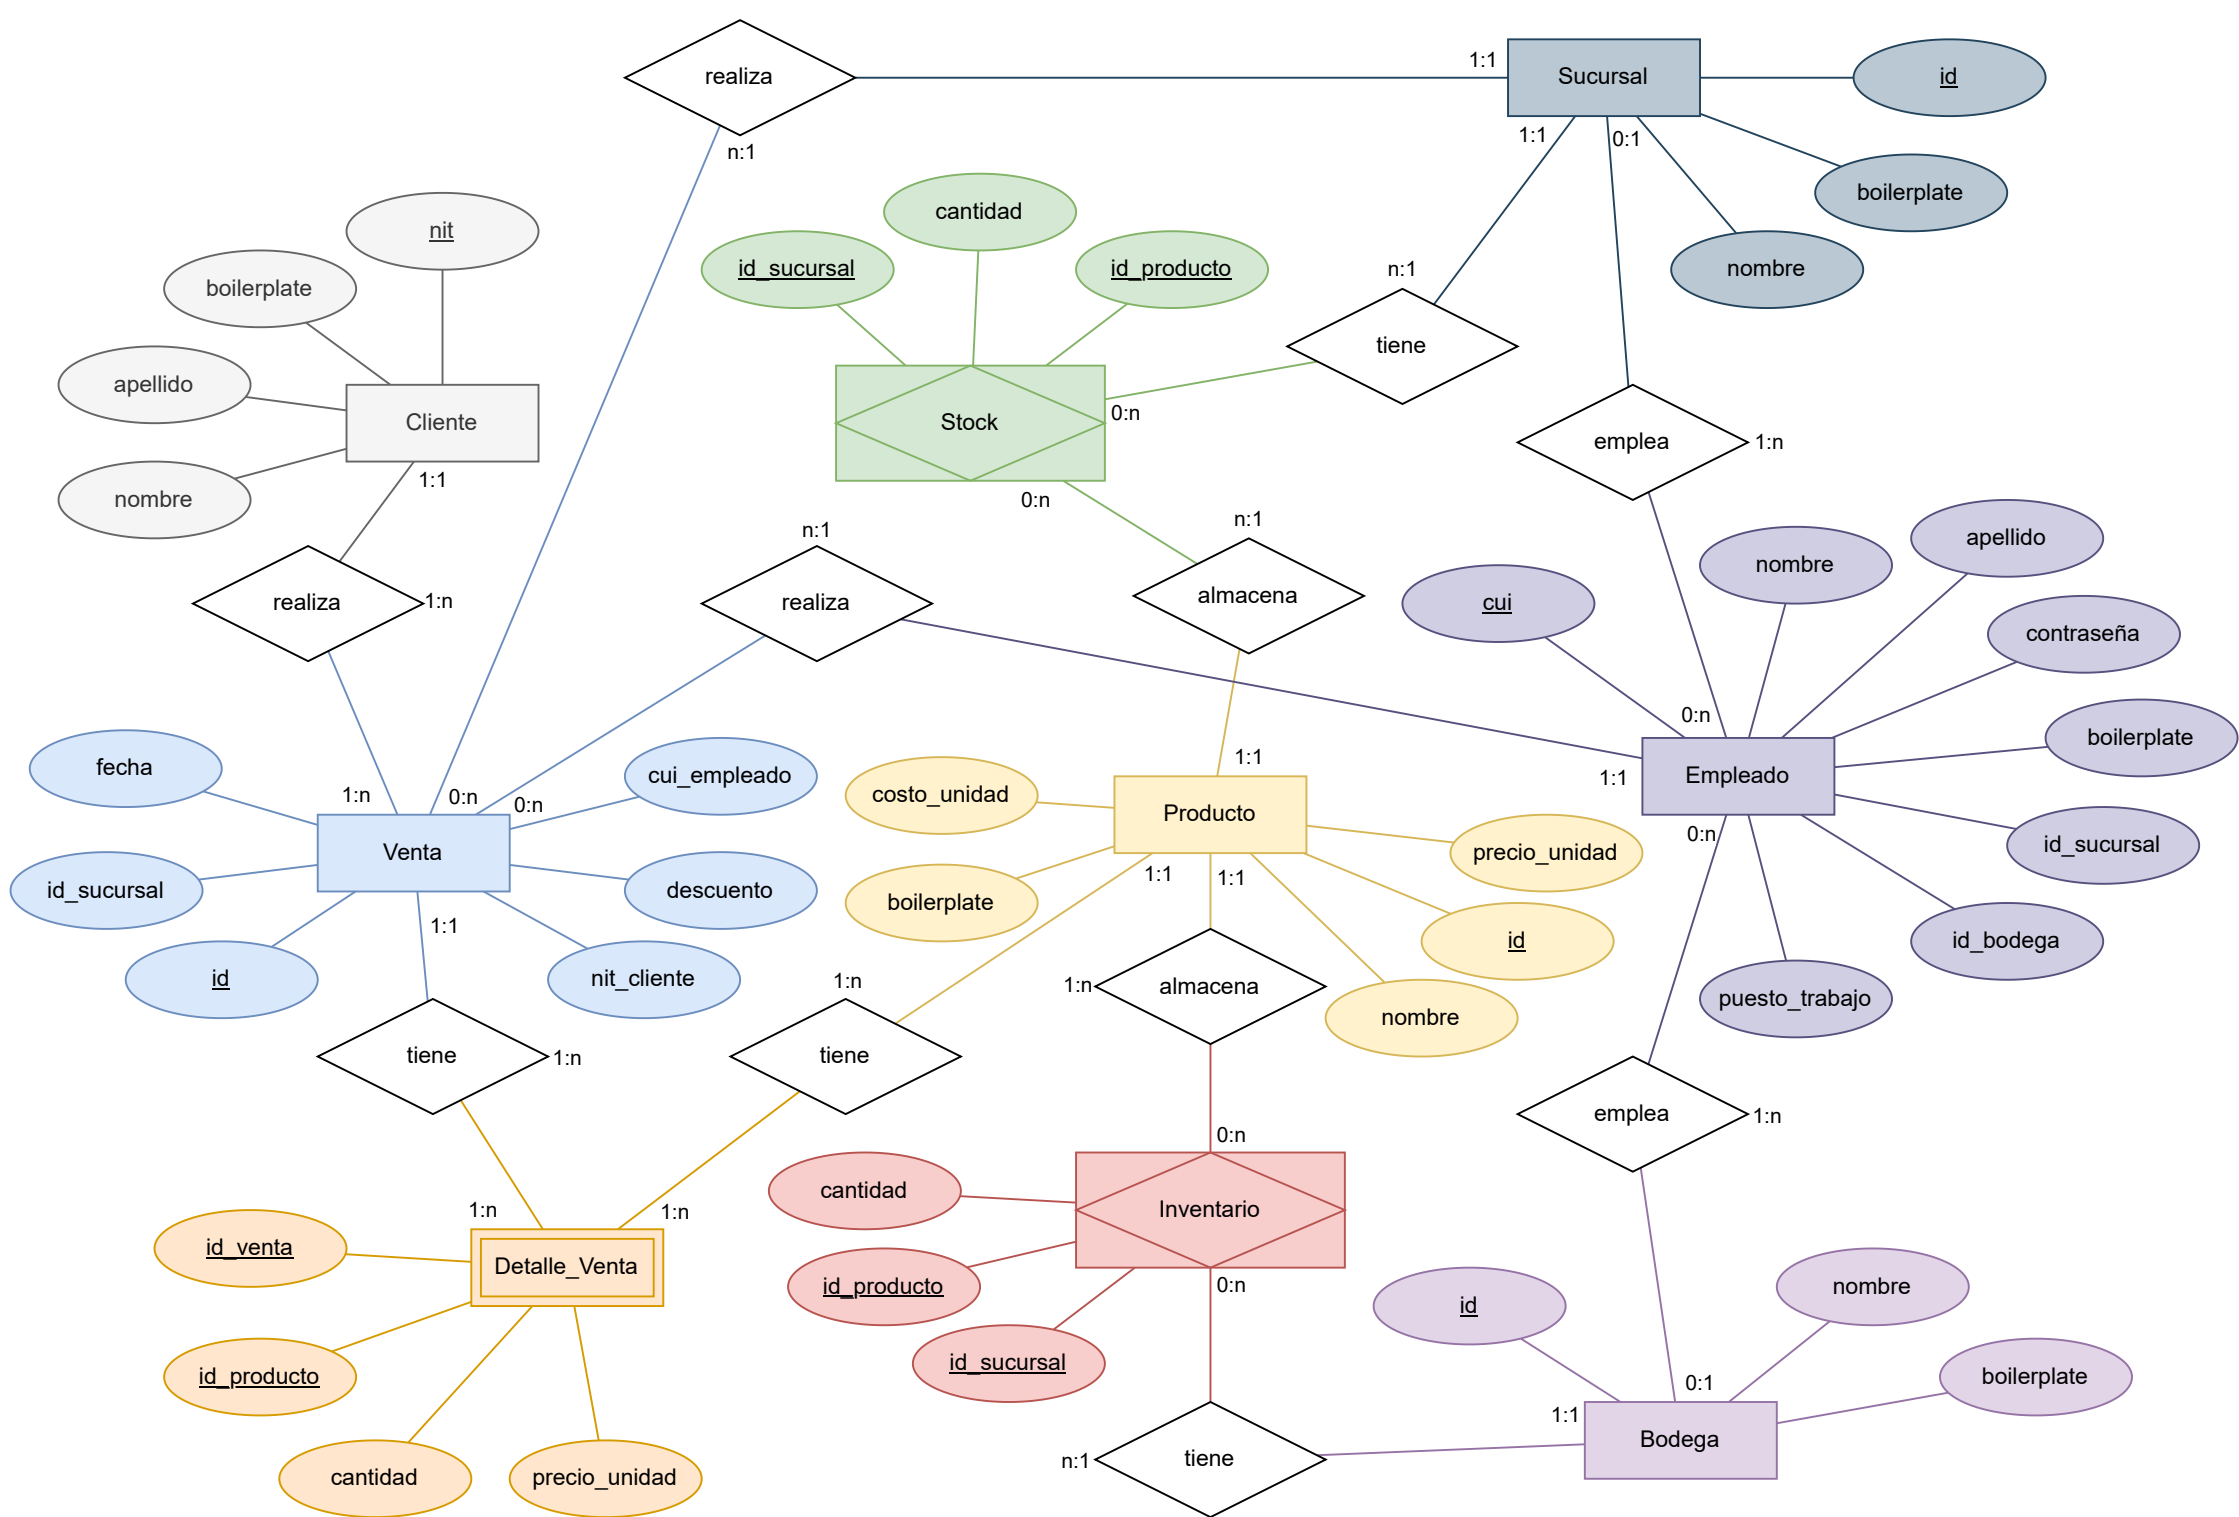 realiza
1:1
Sucursal
id
1:1
0:1
n:1
boilerplate
cantidad
nit
id_sucursal
id_producto
n:1
nombre
boilerplate
tiene
apellido
Cliente
Stock
0:n
emplea
1:n
1:1
nombre
0:n
n:1
n:1
apellido
nombre
realiza
1:n
realiza
almacena
cui
contraseña
0:n
boilerplate
fecha
1:n
0:n
0:n
cui_empleado
1:1
1:1
Empleado
costo_unidad
Producto
0:n
Venta
precio_unidad
id_sucursal
1:1
1:1
id_sucursal
descuento
boilerplate
1:1
id
id_bodega
id
nit_cliente
1:n
1:n
almacena
nombre
puesto_trabajo
tiene
1:n
tiene
emplea
1:n
0:n
1:n
1:n
cantidad
Inventario
id_venta
Detalle_Venta
id_producto
0:n
id
nombre
id_producto
id_sucursal
0:1
boilerplate
1:1
Bodega
cantidad
precio_unidad
n:1
tiene